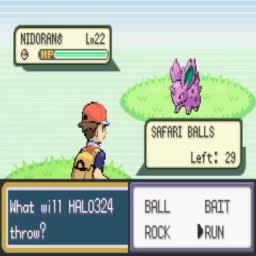 NIDORAN♂ Lv22
HP
SAFARI BALLS
Left: 29
What will HALO324
throw?
BALL BAIT
ROCK ▶RUN